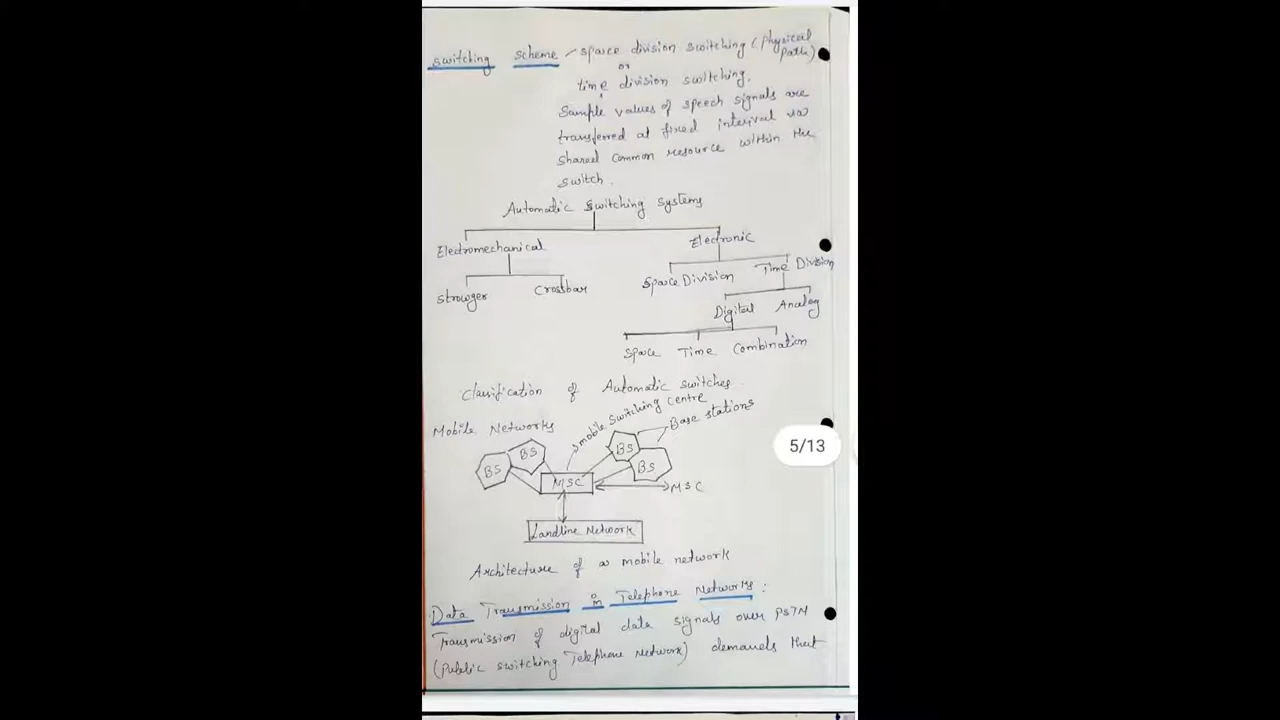 switching scheme - space division switching (physical path)
or
time division switching.
Sample values of speech signals are
transferred at fixed interval via
shared common resource within the
switch.
Automatic Switching Systems
Electromechanical Electronic
Strowger Crossbar Space Division Time Division
Digital Analog
Space Time Combination
Classification of Automatic switches.
mobile switching centre
Base stations
Mobile Networks
5/13
BS BS BS BS
MSC MSC
Landline Network
Architecture of a mobile network
Data Transmission in Telephone Networks:
Transmission of digital data signals over PSTN
(Public switching Telephone Network) demands that